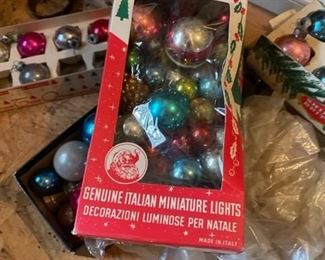 GENUINE ITALIAN MINIATURE LIGHTS
DECORAZIONI LUMINOSE PER NATALE
MADE IN ITALY